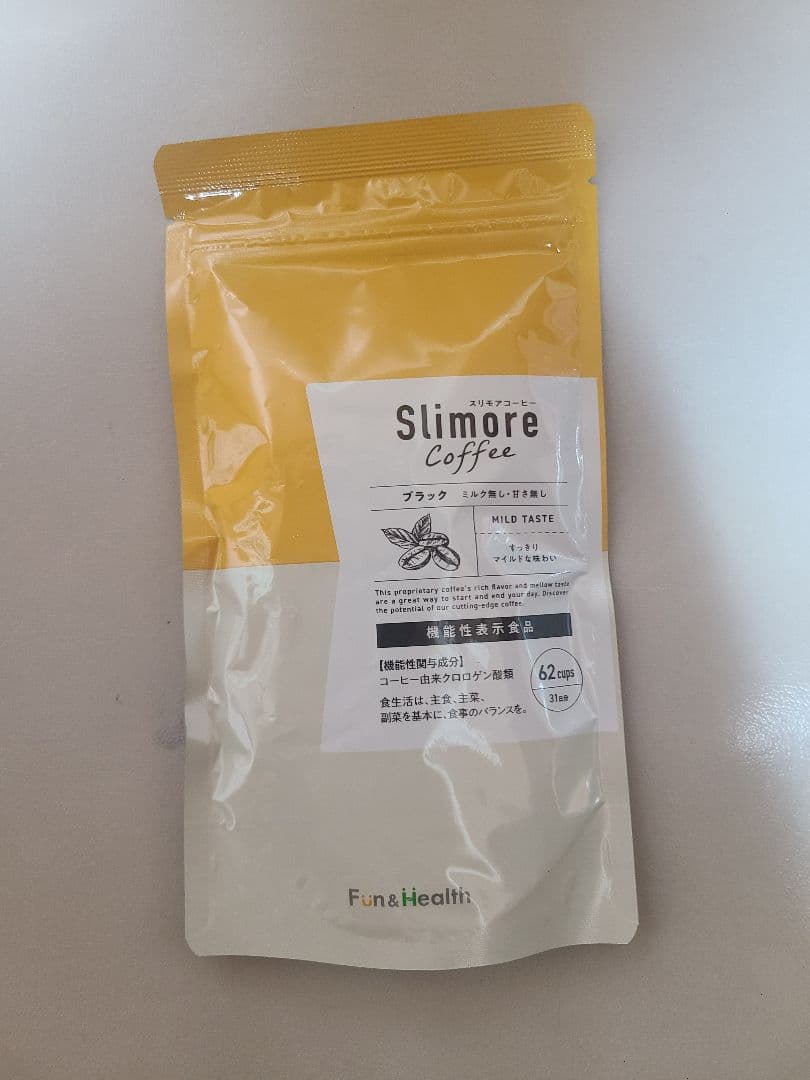 スリモアコーヒー
Slimore
Coffee
ブラック ミルク無し・甘さ無し
MILD TASTE
すっきり
マイルドな味わい
This proprietary coffee's rich flavor and mellow taste
are a great way to start and end your day. Discover
the potential of our cutting-edge coffee.
機能性表示食品
【機能性関与成分】
コーヒー由来クロロゲン酸類
62cups
31日分
食生活は、主食、主菜、
副菜を基本に、食事のバランスを。
Fun&Health